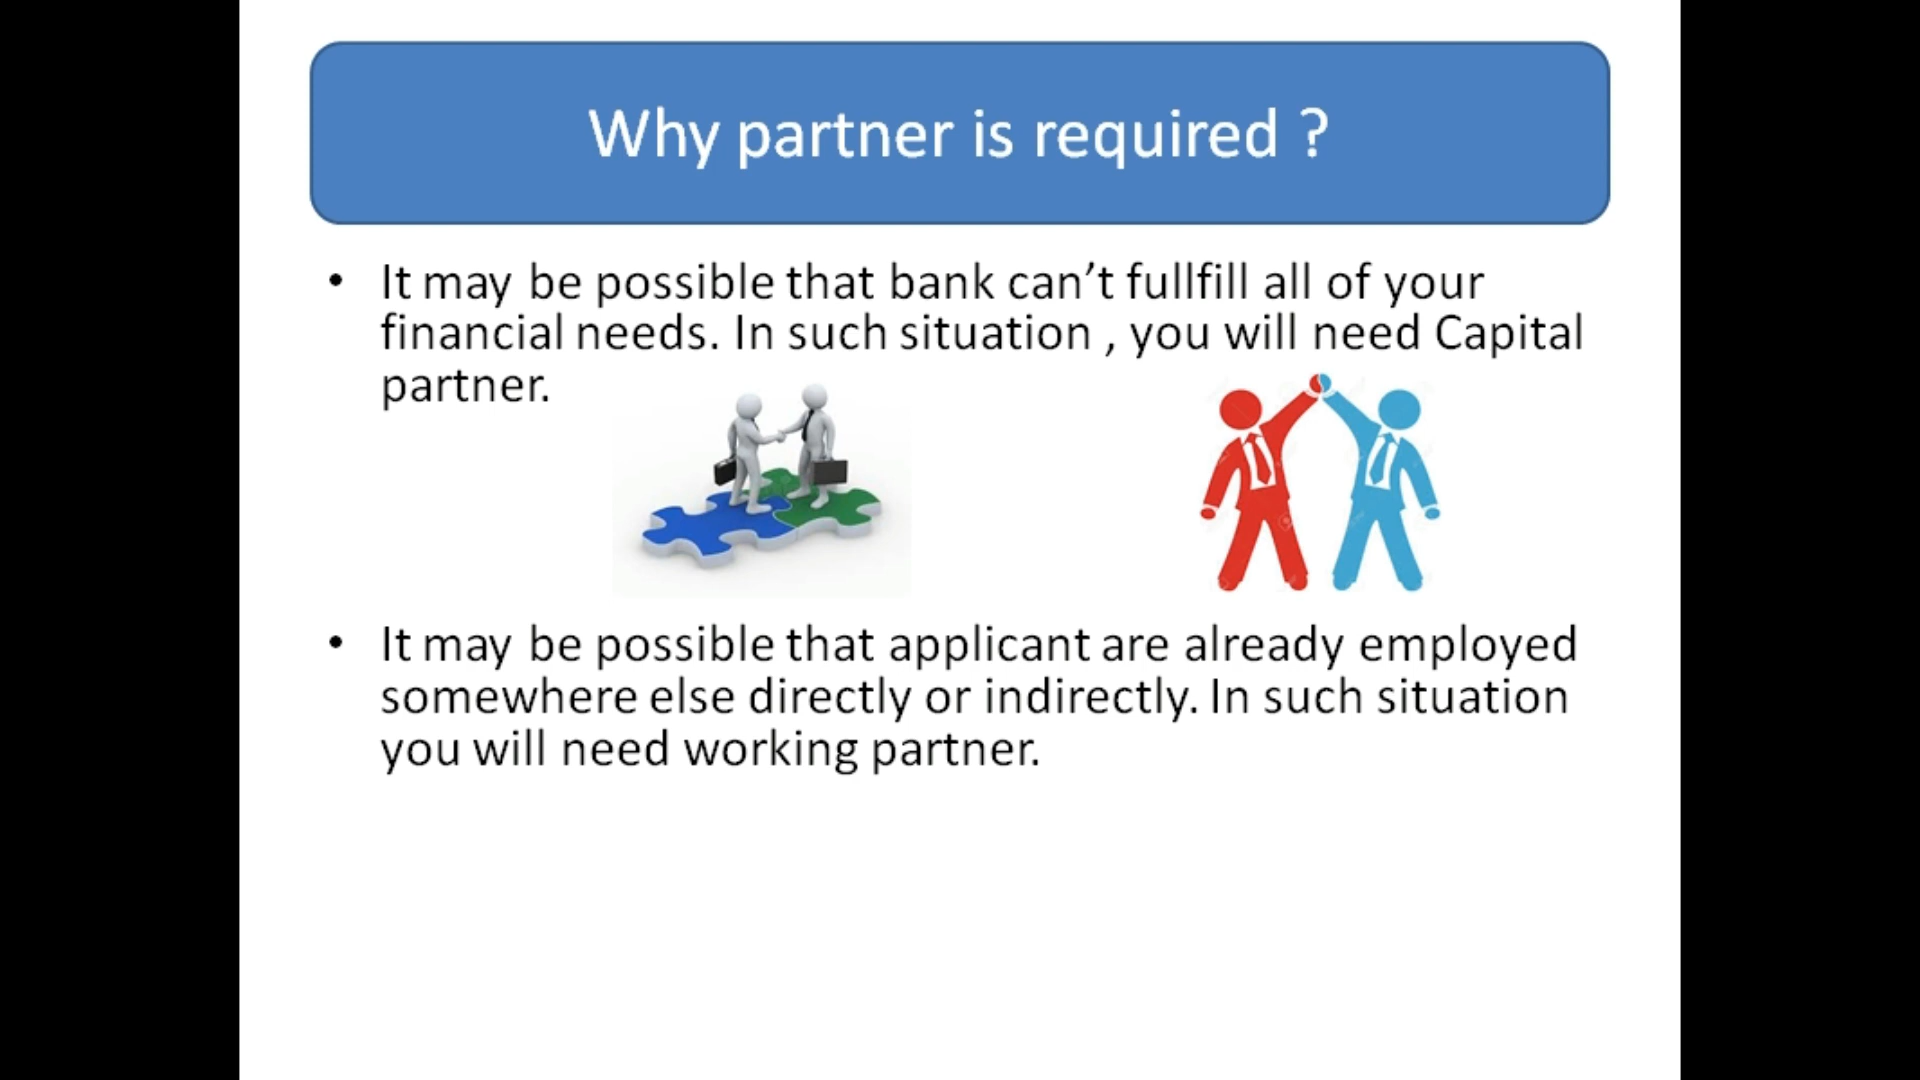 Why partner is required ?
• It may be possible that bank can’t fullfill all of your
financial needs. In such situation , you will need Capital
partner.
• It may be possible that applicant are already employed
somewhere else directly or indirectly. In such situation
you will need working partner.